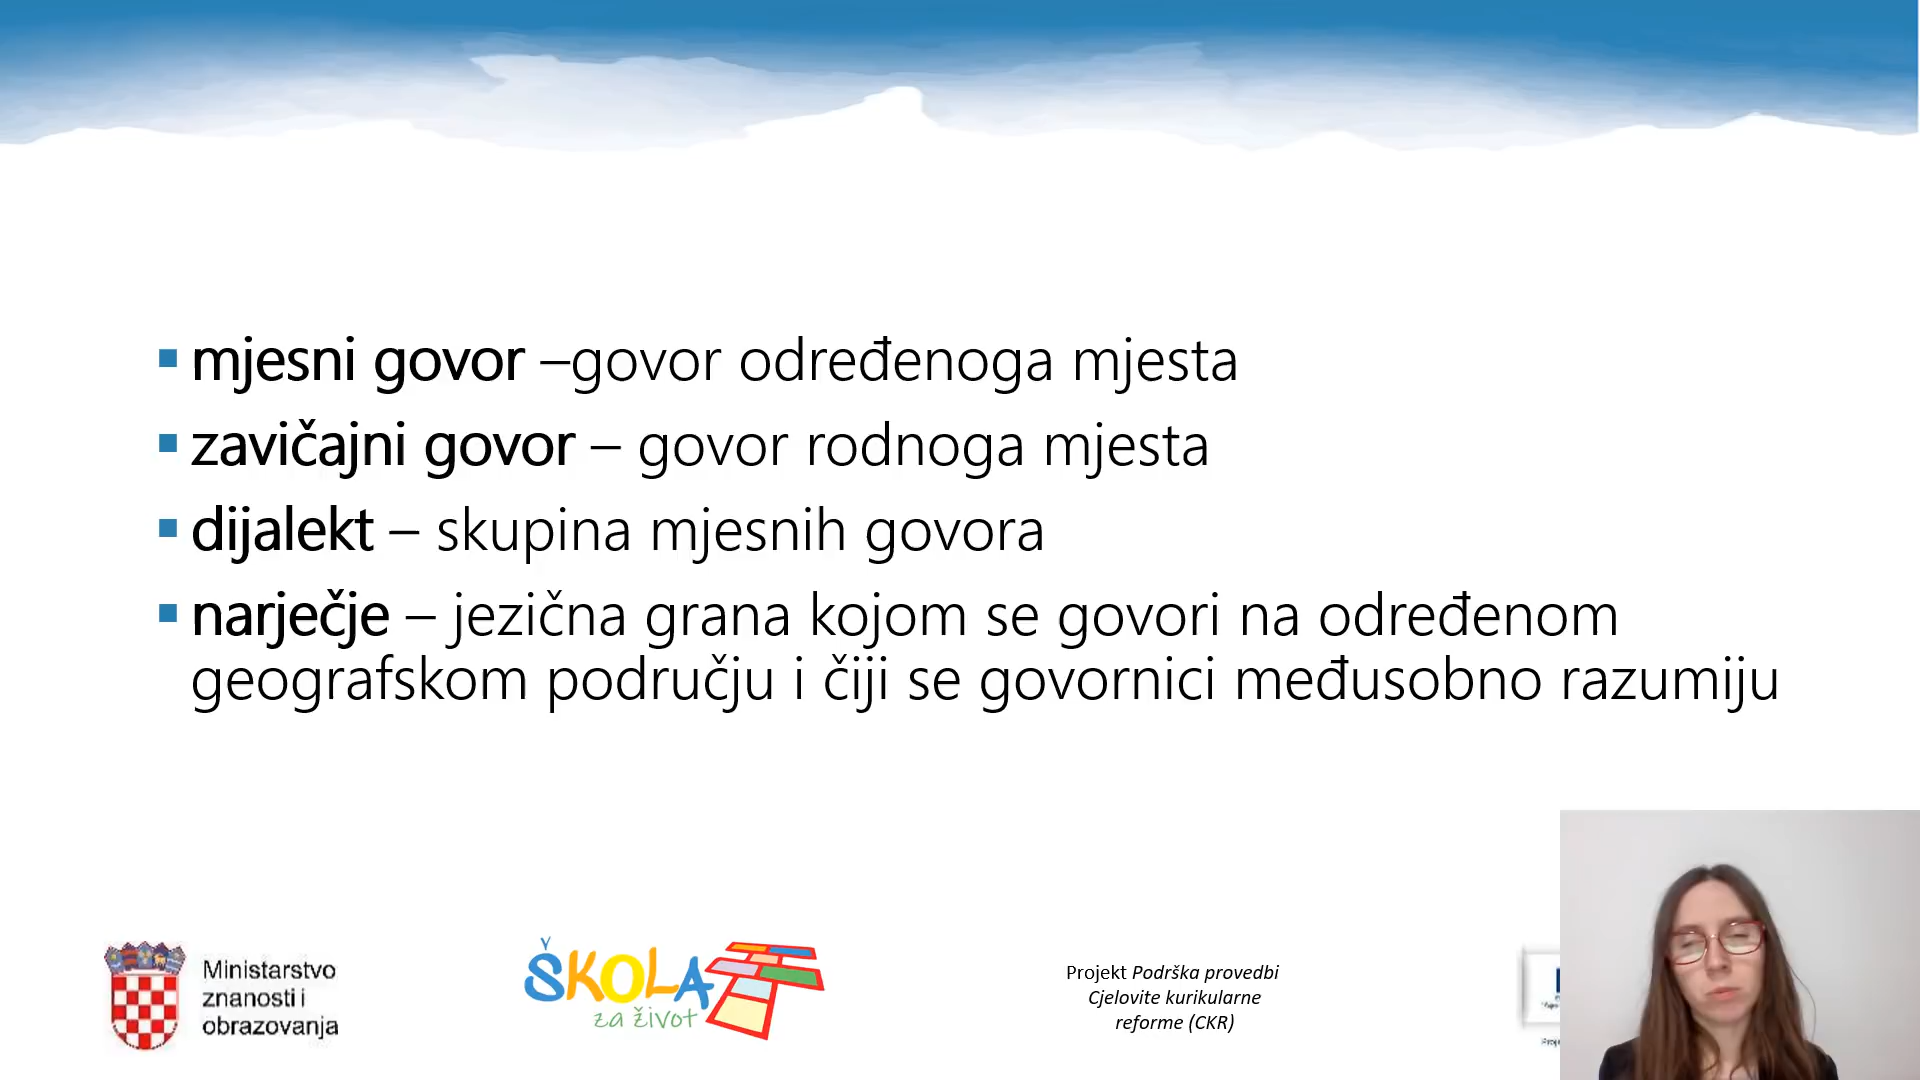 mjesni govor –govor određenoga mjesta
zavičajni govor – govor rodnoga mjesta
dijalekt – skupina mjesnih govora
narječje – jezična grana kojom se govori na određenom
geografskom području i čiji se govornici međusobno razumiju
Ministarstvo
znanosti i
obrazovanja
ŠKOLA
za život
Projekt Podrška provedbi
Cjelovite kurikularne
reforme (CKR)